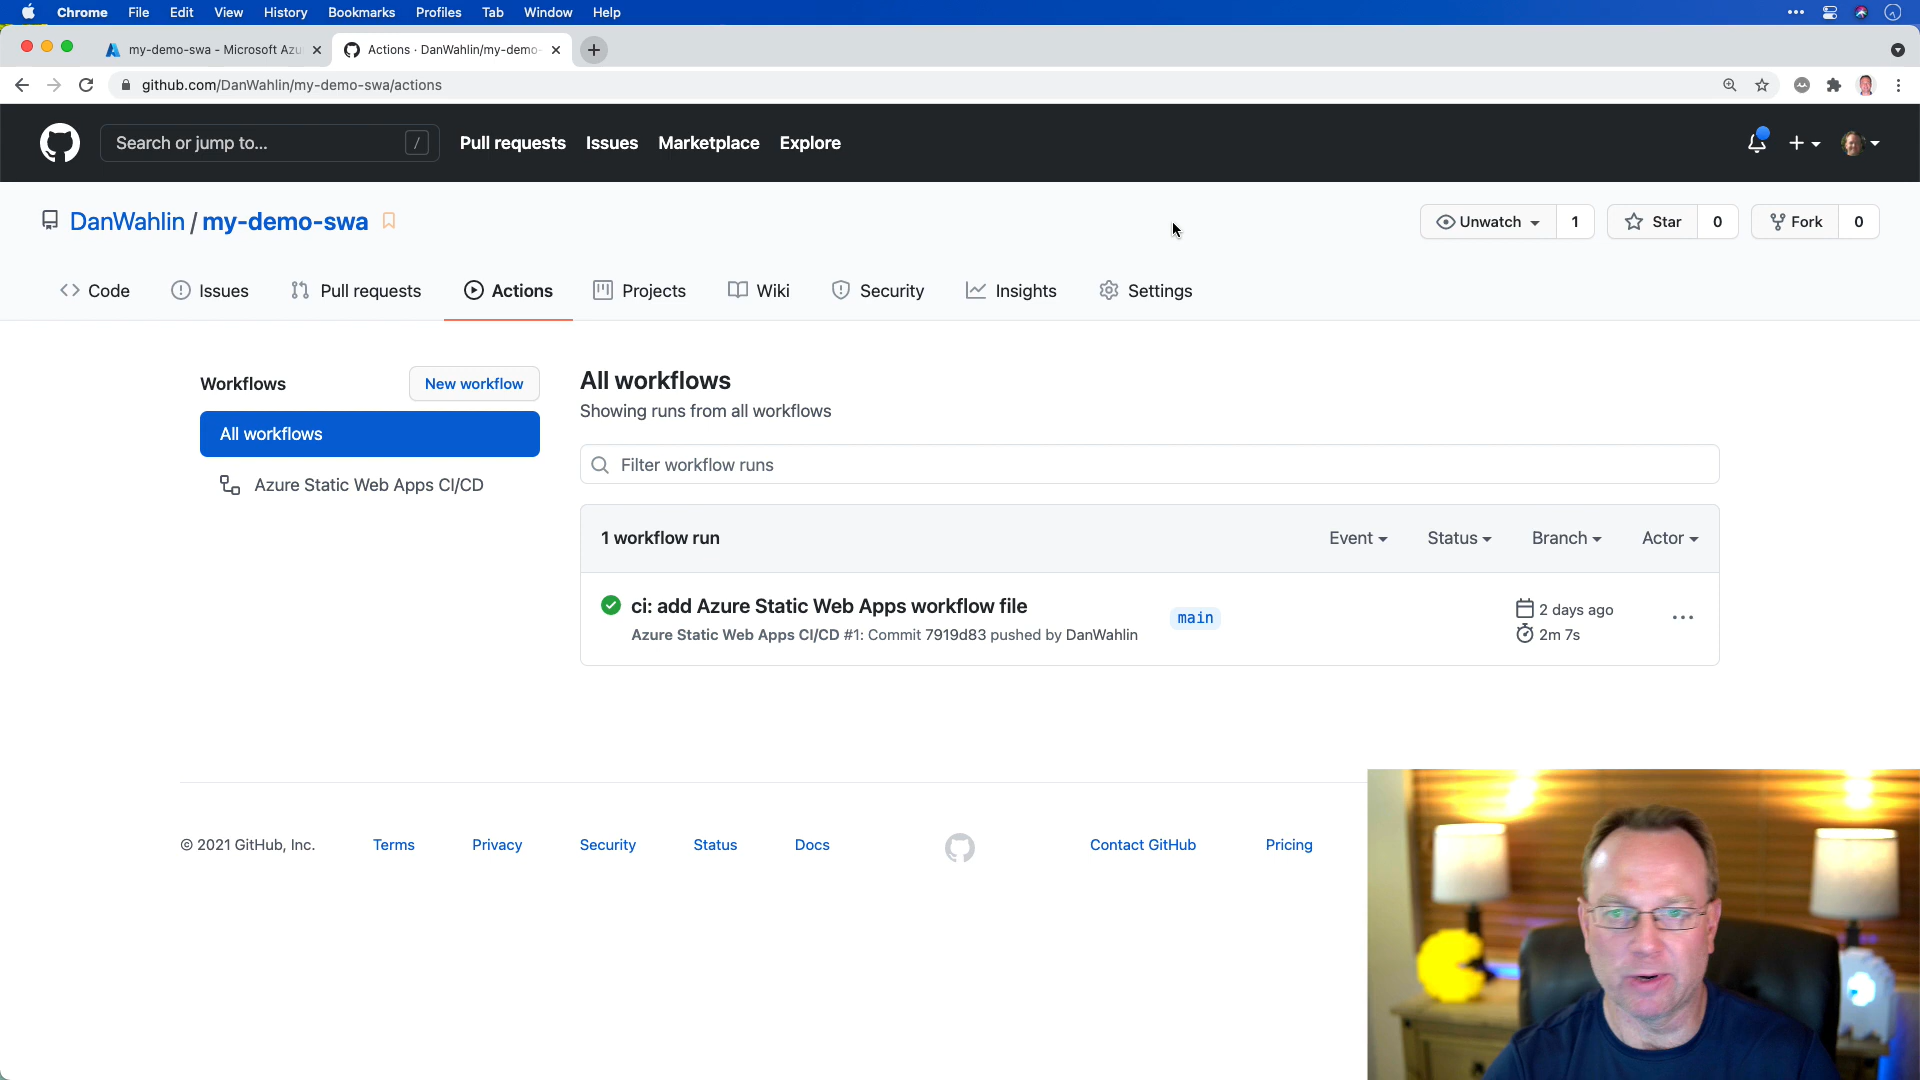 Chrome File Edit View History Bookmarks Profiles Tab Window Help
my-demo-swa - Microsoft Azu
Actions · DanWahlin/my-demo-
github.com/DanWahlin/my-demo-swa/actions
Search or jump to... /
Pull requests Issues Marketplace Explore
DanWahlin / my-demo-swa
Unwatch 1 Star 0 Fork 0
Code Issues Pull requests Actions Projects Wiki Security Insights Settings
Workflows New workflow
All workflows
Azure Static Web Apps CI/CD
All workflows
Showing runs from all workflows
Filter workflow runs
1 workflow run Event Status Branch Actor
ci: add Azure Static Web Apps workflow file
Azure Static Web Apps CI/CD #1: Commit 7919d83 pushed by DanWahlin
main
2 days ago
2m 7s
© 2021 GitHub, Inc. Terms Privacy Security Status Docs Contact GitHub Pricing